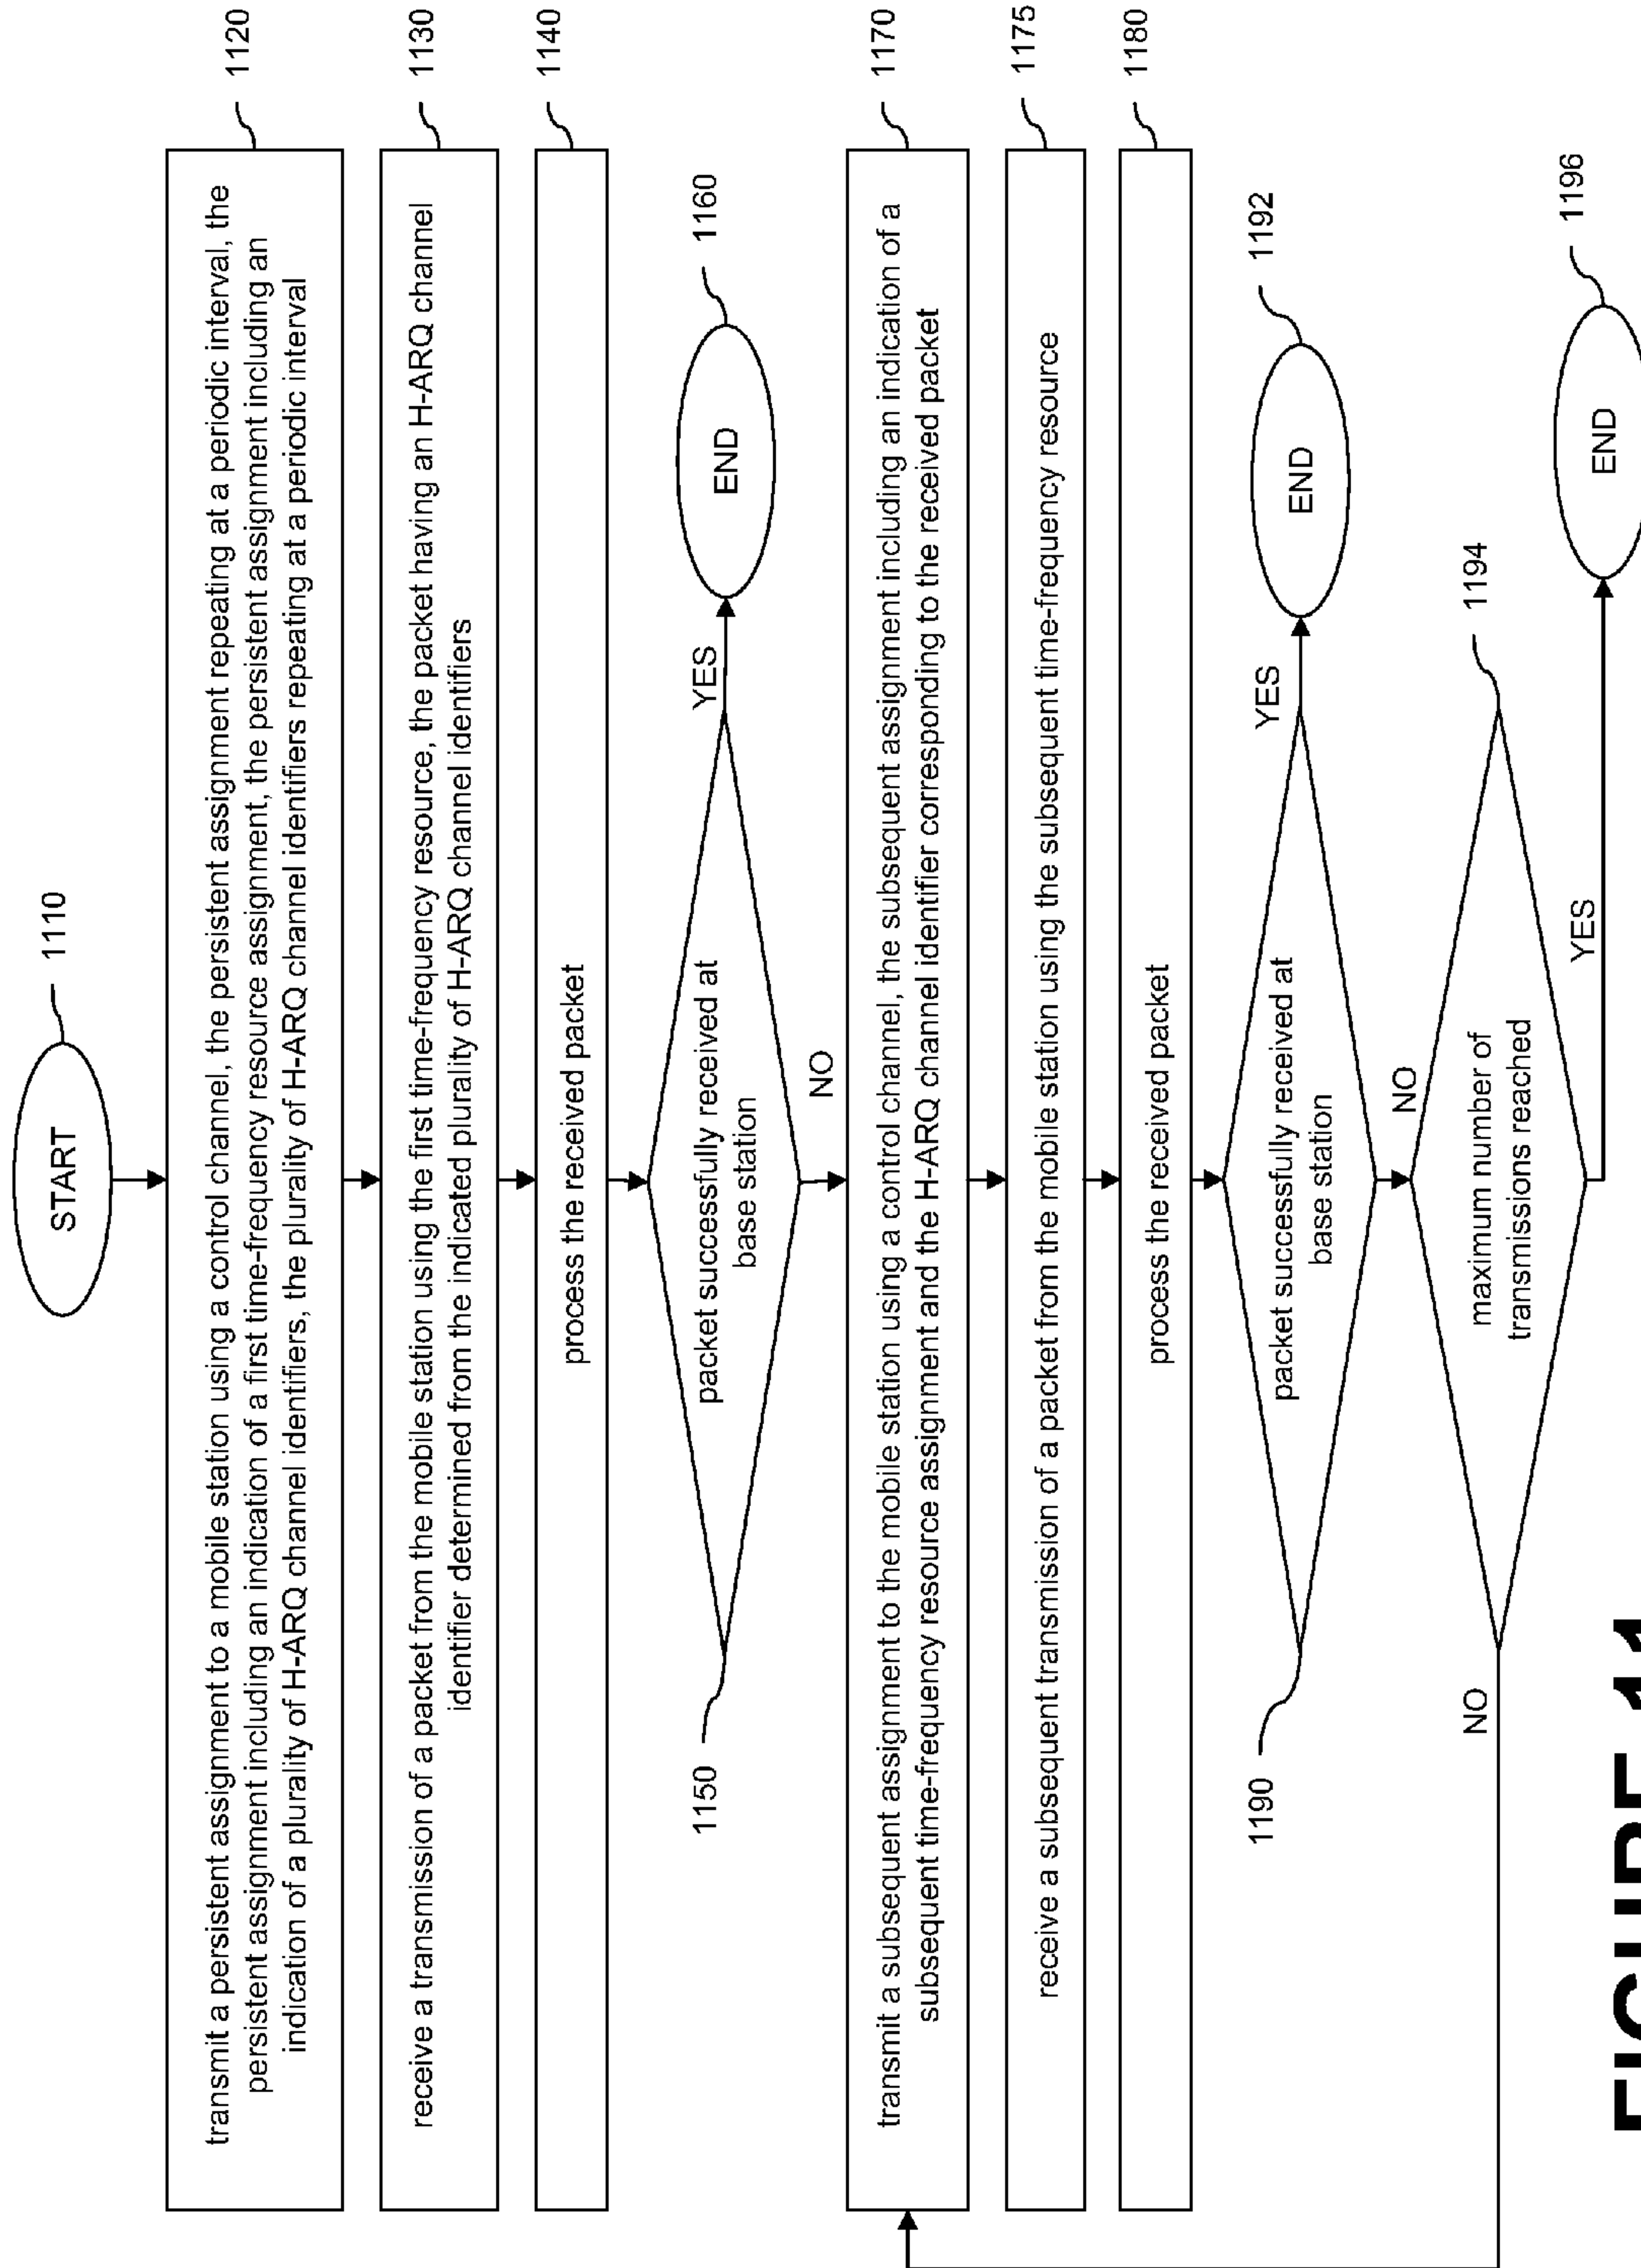 START
1110
transmit a persistent assignment to a mobile station using a control channel, the persistent assignment repeating at a periodic interval, the
persistent assignment including an indication of a first time-frequency resource assignment, the persistent assignment including an
indication of a plurality of H-ARQ channel identifiers, the plurality of H-ARQ channel identifiers repeating at a periodic interval
1120
receive a transmission of a packet from the mobile station using the first time-frequency resource, the packet having an H-ARQ channel
identifier determined from the indicated plurality of H-ARQ channel identifiers
1130
process the received packet
1140
packet successfully received at
base station
1150
YES
END
1160
NO
transmit a subsequent assignment to the mobile station using a control channel, the subsequent assignment including an indication of a
subsequent time-frequency resource assignment and the H-ARQ channel identifier corresponding to the received packet
1170
receive a subsequent transmission of a packet from the mobile station using the subsequent time-frequency resource
1175
process the received packet
1180
packet successfully received at
base station
1190
YES
END
1192
NO
maximum number of
transmissions reached
1194
NO
YES
END
1196
FIGURE 11